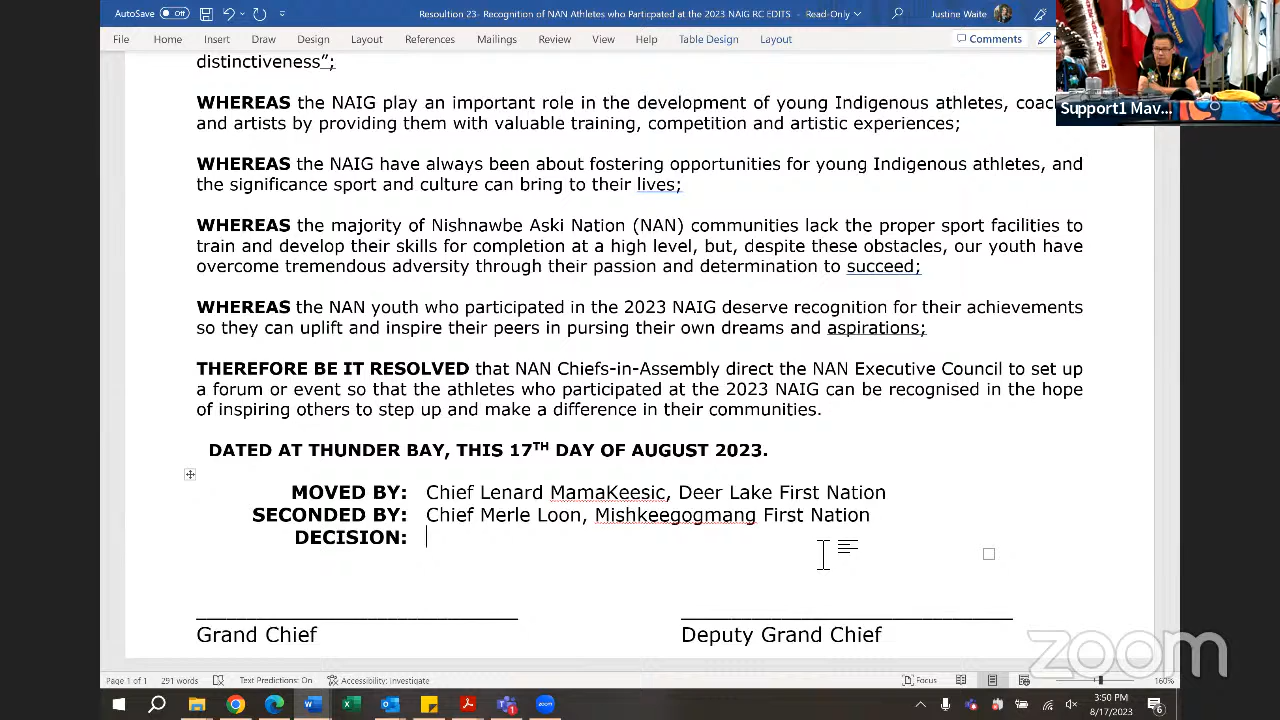 AutoSave Off Resoultion 23- Recognition of NAN Athletes who Particpated at the 2023 NAIG RC EDITS - Read-Only Justine Waite
File Home Insert Draw Design Layout References Mailings Review View Help Table Design Layout Comments
Support1 Mav...
distinctiveness”;
WHEREAS the NAIG play an important role in the development of young Indigenous athletes,
and artists by providing them with valuable training, competition and artistic experiences;
WHEREAS the NAIG have always been about fostering opportunities for young Indigenous athletes, and
the significance sport and culture can bring to their lives;
WHEREAS the majority of Nishnawbe Aski Nation (NAN) communities lack the proper sport facilities to
train and develop their skills for completion at a high level, but, despite these obstacles, our youth have
overcome tremendous adversity through their passion and determination to succeed;
WHEREAS the NAN youth who participated in the 2023 NAIG deserve recognition for their achievements
so they can uplift and inspire their peers in pursing their own dreams and aspirations;
THEREFORE BE IT RESOLVED that NAN Chiefs-in-Assembly direct the NAN Executive Council to set up
a forum or event so that the athletes who participated at the 2023 NAIG can be recognised in the hope
of inspiring others to step up and make a difference in their communities.
DATED AT THUNDER BAY, THIS 17TH DAY OF AUGUST 2023.
MOVED BY: Chief Lenard MamaKeesic, Deer Lake First Nation
SECONDED BY: Chief Merle Loon, Mishkeegogmang First Nation
DECISION:
Grand Chief Deputy Grand Chief
zoom
Page 1 of 1 291 words Text Predictions: On Accessibility: Investigate Focus 160%
3:50 PM
8/17/2023
6